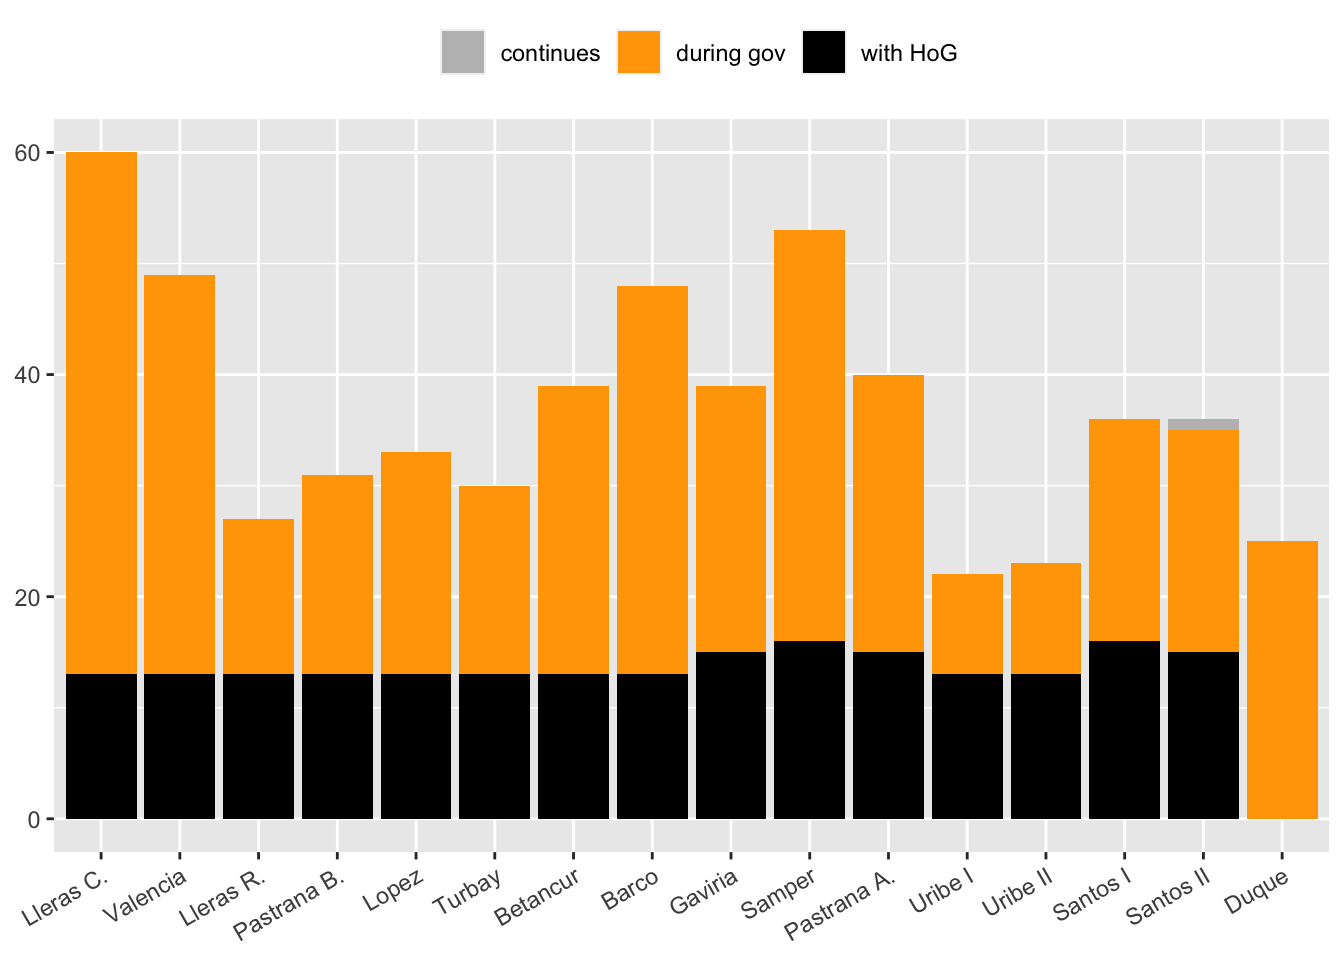 continues during gov with HoG
60
40
20
0
Lleras C. Valencia Lleras R. Pastrana B. Lopez Turbay Betancur Barco Gaviria Samper Pastrana A. Uribe I Uribe II Santos I Santos II Duque